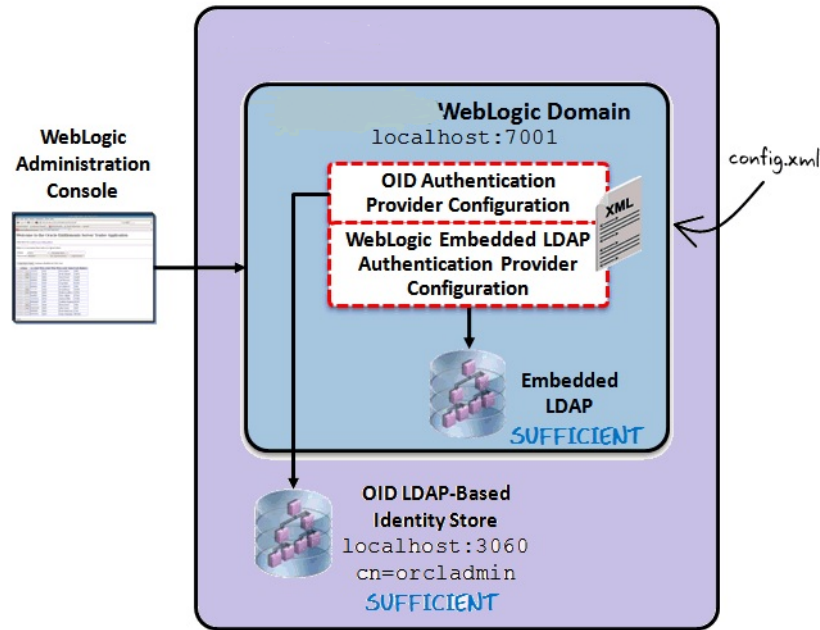 WebLogic
Administration
Console
WebLogic Domain
localhost:7001
OID Authentication
Provider Configuration
WebLogic Embedded LDAP
Authentication Provider
Configuration
XML
config.xml
Embedded
LDAP
SUFFICIENT
OID LDAP-Based
Identity Store
localhost:3060
cn=orcladmin
SUFFICIENT